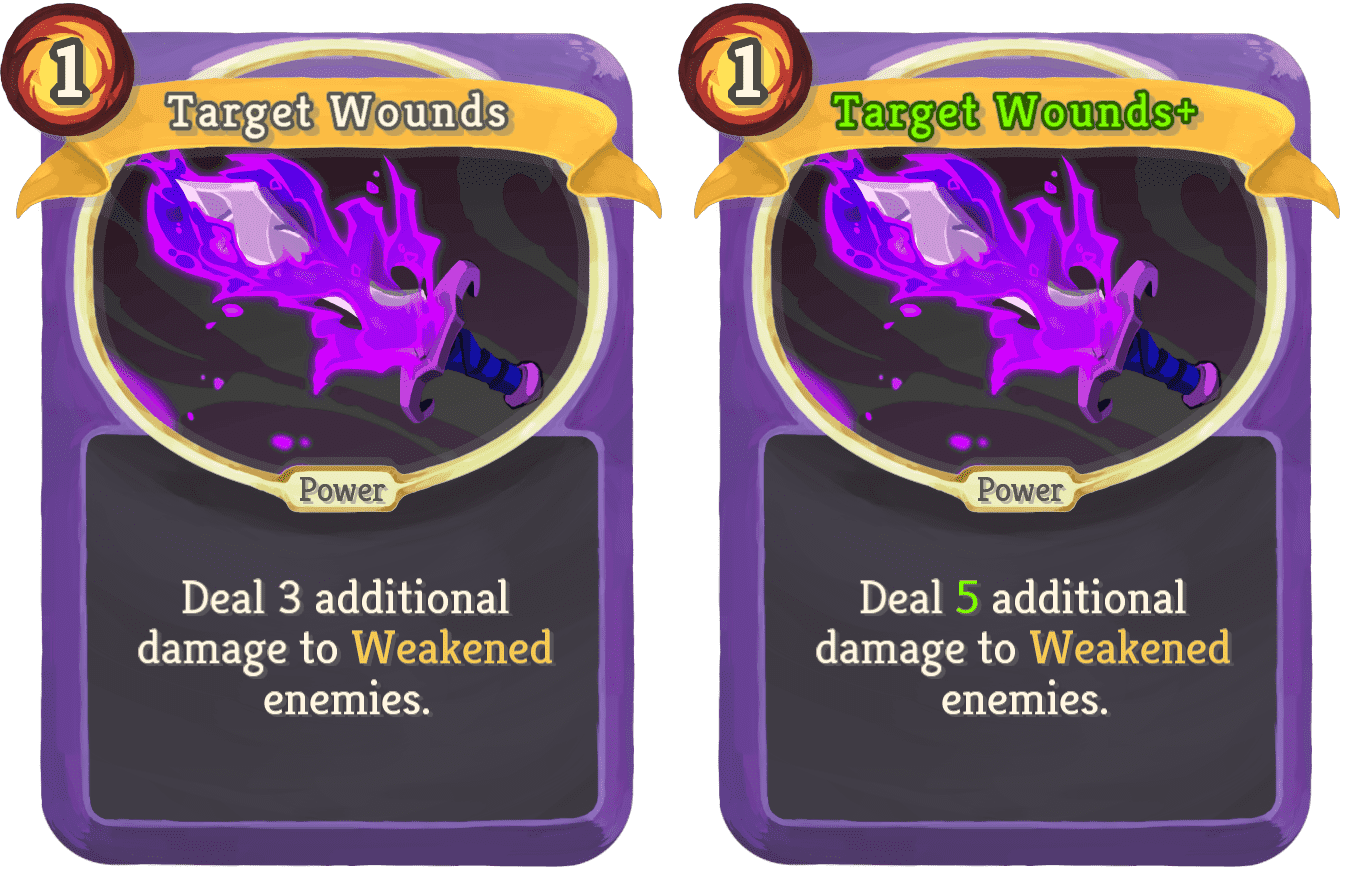 1
Target Wounds
Power
Deal 3 additional
damage to Weakened
enemies.
1
Target Wounds+
Power
Deal 5 additional
damage to Weakened
enemies.